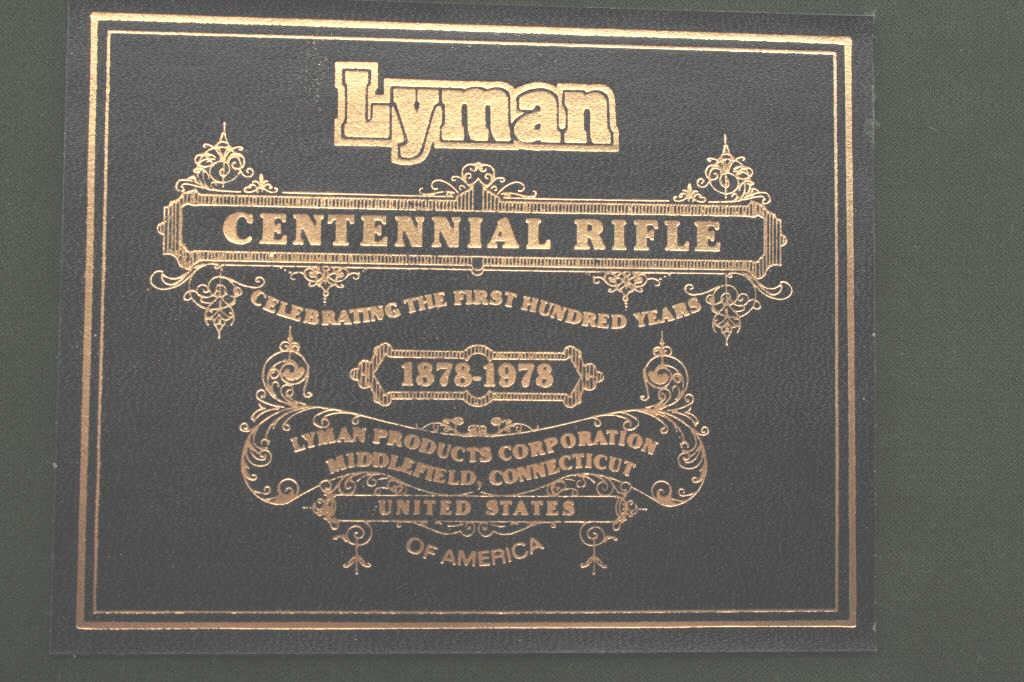 Lyman
CENTENNIAL RIFLE
CELEBRATING THE FIRST HUNDRED YEARS
1878-1978
LYMAN PRODUCTS CORPORATION
MIDDLEFIELD, CONNECTICUT
UNITED STATES
OF AMERICA